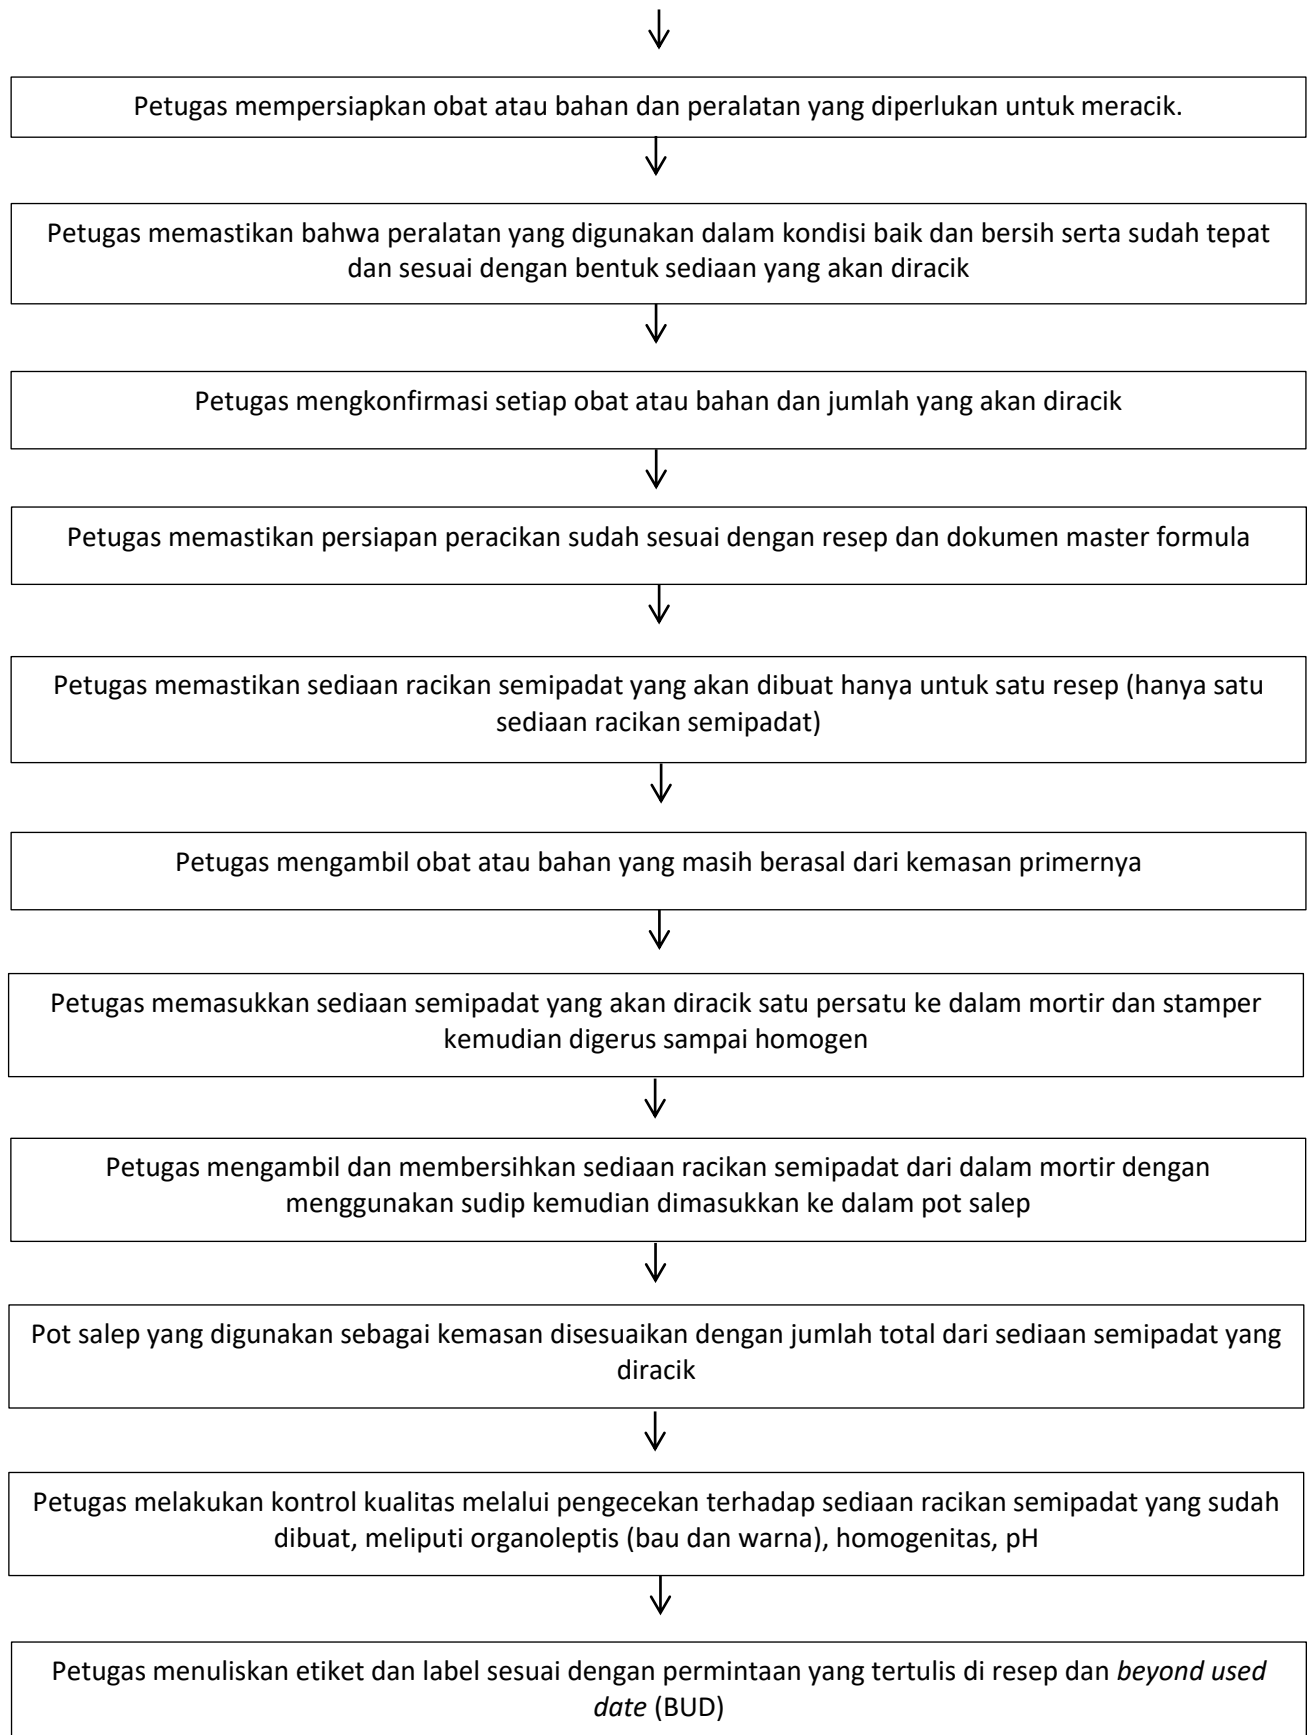 Petugas mempersiapkan obat atau bahan dan peralatan yang diperlukan untuk meracik.
Petugas memastikan bahwa peralatan yang digunakan dalam kondisi baik dan bersih serta sudah tepat
dan sesuai dengan bentuk sediaan yang akan diracik
Petugas mengkonfirmasi setiap obat atau bahan dan jumlah yang akan diracik
Petugas memastikan persiapan peracikan sudah sesuai dengan resep dan dokumen master formula
Petugas memastikan sediaan racikan semipadat yang akan dibuat hanya untuk satu resep (hanya satu
sediaan racikan semipadat)
Petugas mengambil obat atau bahan yang masih berasal dari kemasan primernya
Petugas memasukkan sediaan semipadat yang akan diracik satu persatu ke dalam mortir dan stamper
kemudian digerus sampai homogen
Petugas mengambil dan membersihkan sediaan racikan semipadat dari dalam mortir dengan
menggunakan sudip kemudian dimasukkan ke dalam pot salep
Pot salep yang digunakan sebagai kemasan disesuaikan dengan jumlah total dari sediaan semipadat yang
diracik
Petugas melakukan kontrol kualitas melalui pengecekan terhadap sediaan racikan semipadat yang sudah
dibuat, meliputi organoleptis (bau dan warna), homogenitas, pH
Petugas menuliskan etiket dan label sesuai dengan permintaan yang tertulis di resep dan beyond used
date (BUD)